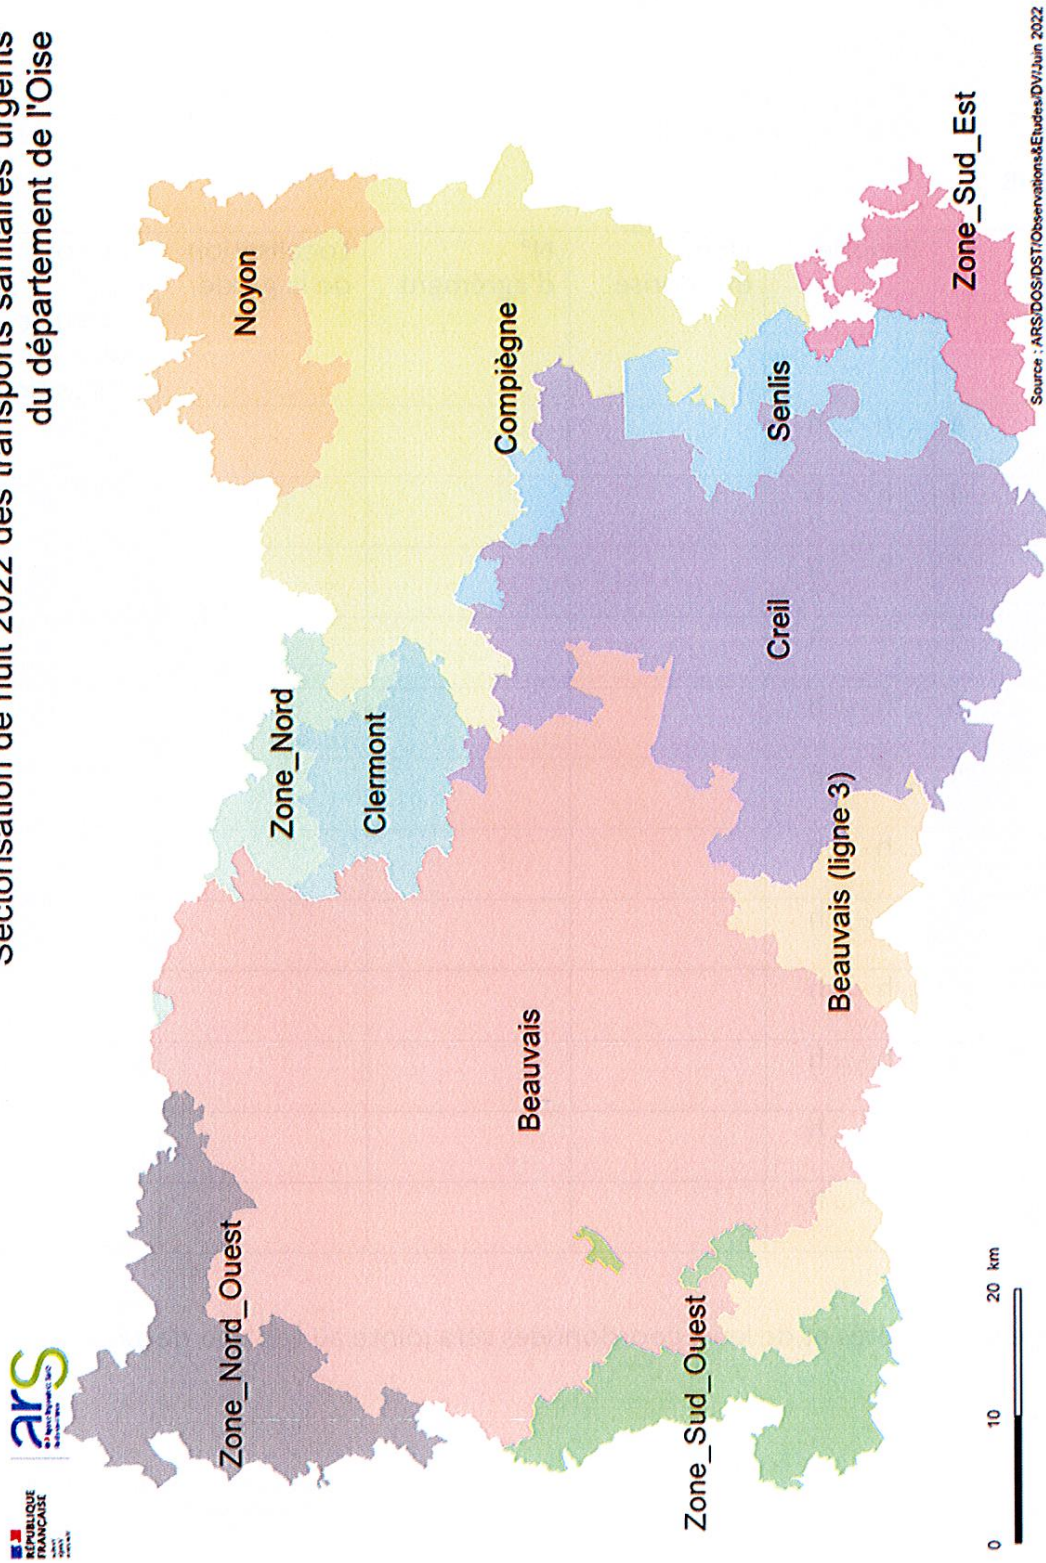 Sectorisation de nuit 2022 des transports sanitaires urgents
du département de l'Oise
RÉPUBLIQUE
FRANÇAISE
ars
Zone_Nord_Ouest
Zone_Nord
Noyon
Clermont
Compiègne
Beauvais
Zone_Sud_Ouest
Creil
Senlis
Beauvais (ligne 3)
Zone_Sud_Est
0 10 20 km
Source : ARS/DOS/DST/Observations&Etudes/DV/Juin 2022